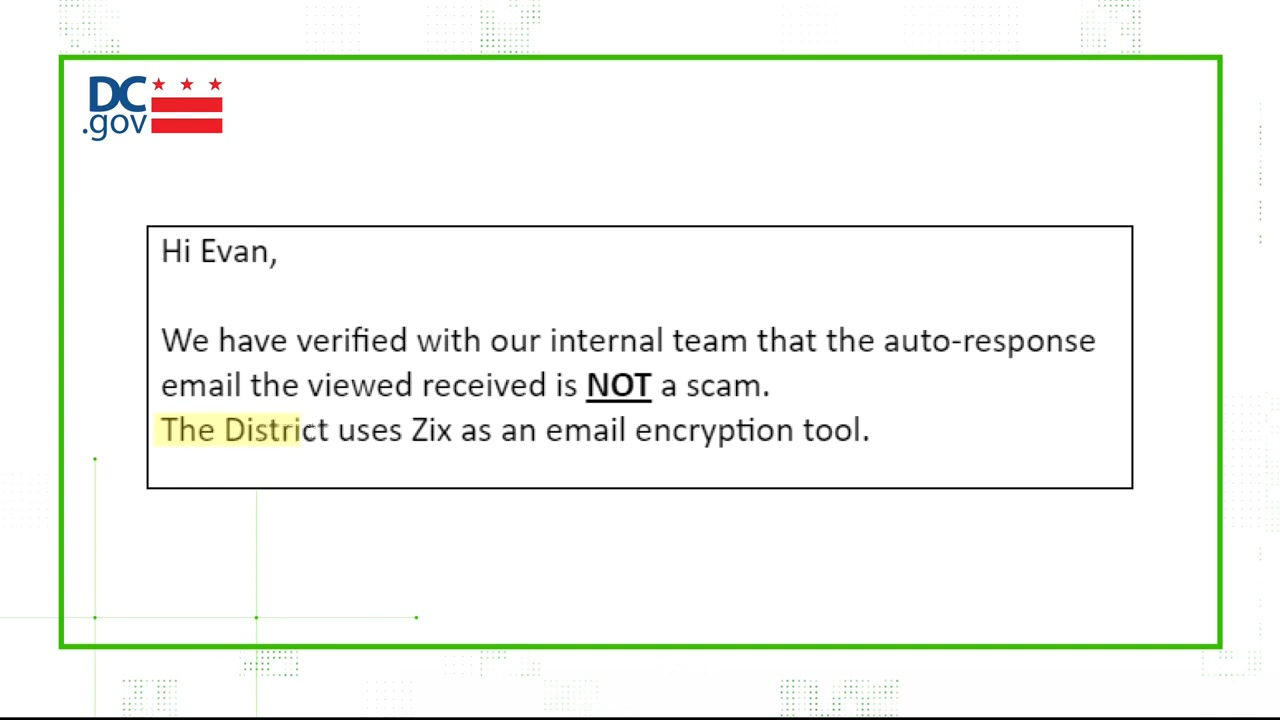 DC
.gov
Hi Evan,
We have verified with our internal team that the auto-response
email the viewed received is NOT a scam.
The District uses Zix as an email encryption tool.